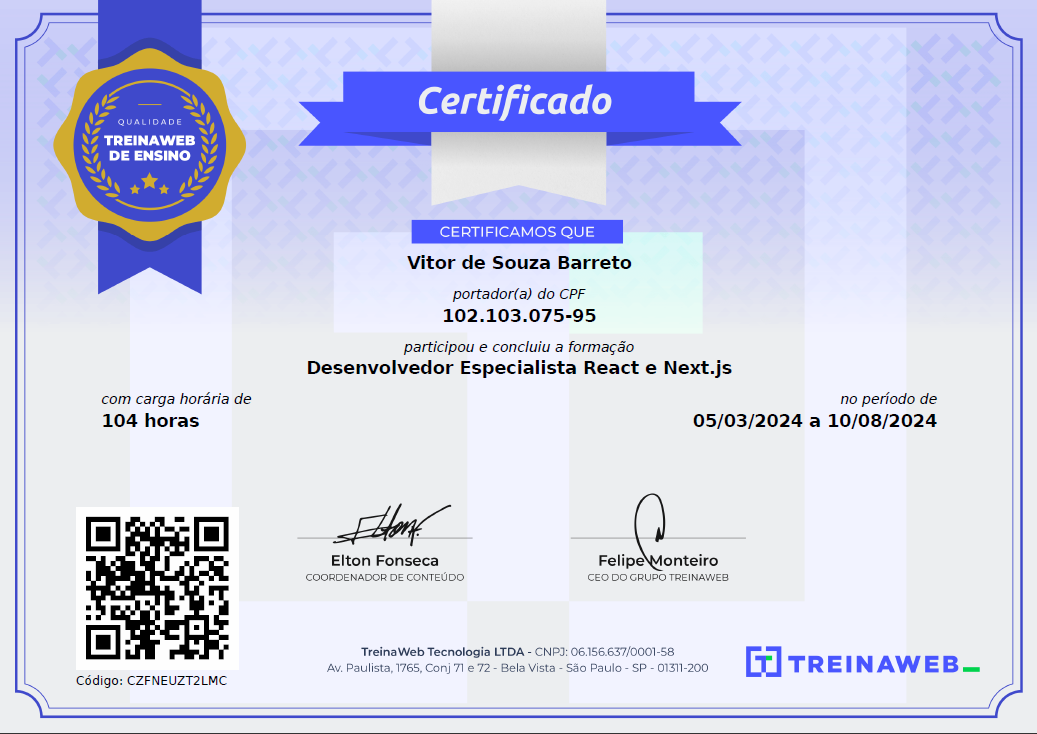 QUALIDADE
TREINAWEB
DE ENSINO
Certificado
CERTIFICAMOS QUE
Vitor de Souza Barreto
portador(a) do CPF
102.103.075-95
participou e concluiu a formação
Desenvolvedor Especialista React e Next.js
com carga horária de
104 horas
no período de
05/03/2024 a 10/08/2024
Elton Fonseca
COORDENADOR DE CONTEÚDO
Felipe Monteiro
CEO DO GRUPO TREINAWEB
TreinaWeb Tecnologia LTDA - CNPJ: 06.156.637/0001-58
Av. Paulista, 1765, Conj 71 e 72 - Bela Vista - São Paulo - SP - 01311-200
TREINAWEB
Código: CZFNEUZT2LMC